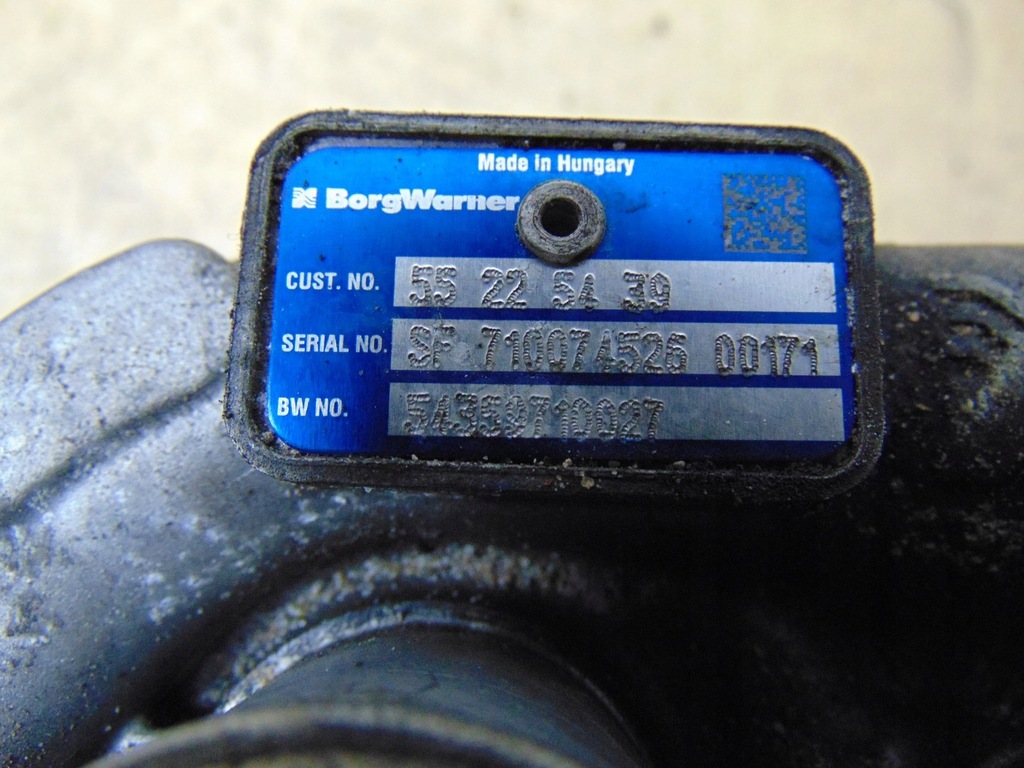 Made in Hungary
BorgWarner
CUST. NO. 55 22 54 39
SERIAL NO. SF 710074526 00171
BW NO. 54359710027